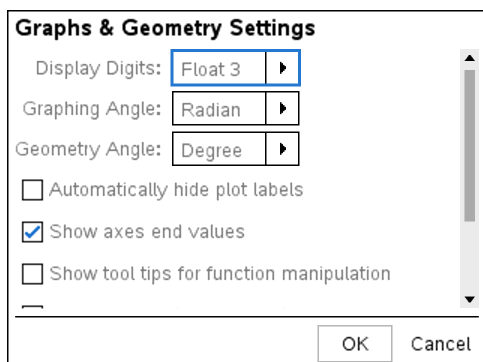 Graphs & Geometry Settings
Display Digits: Float 3
Graphing Angle: Radian
Geometry Angle: Degree
Automatically hide plot labels
Show axes end values
Show tool tips for function manipulation
OK Cancel